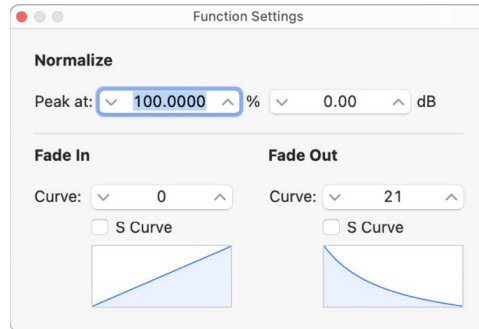 Function Settings
Normalize
Peak at: 100.0000 % 0.00 dB
Fade In Fade Out
Curve: 0 Curve: 21
S Curve S Curve